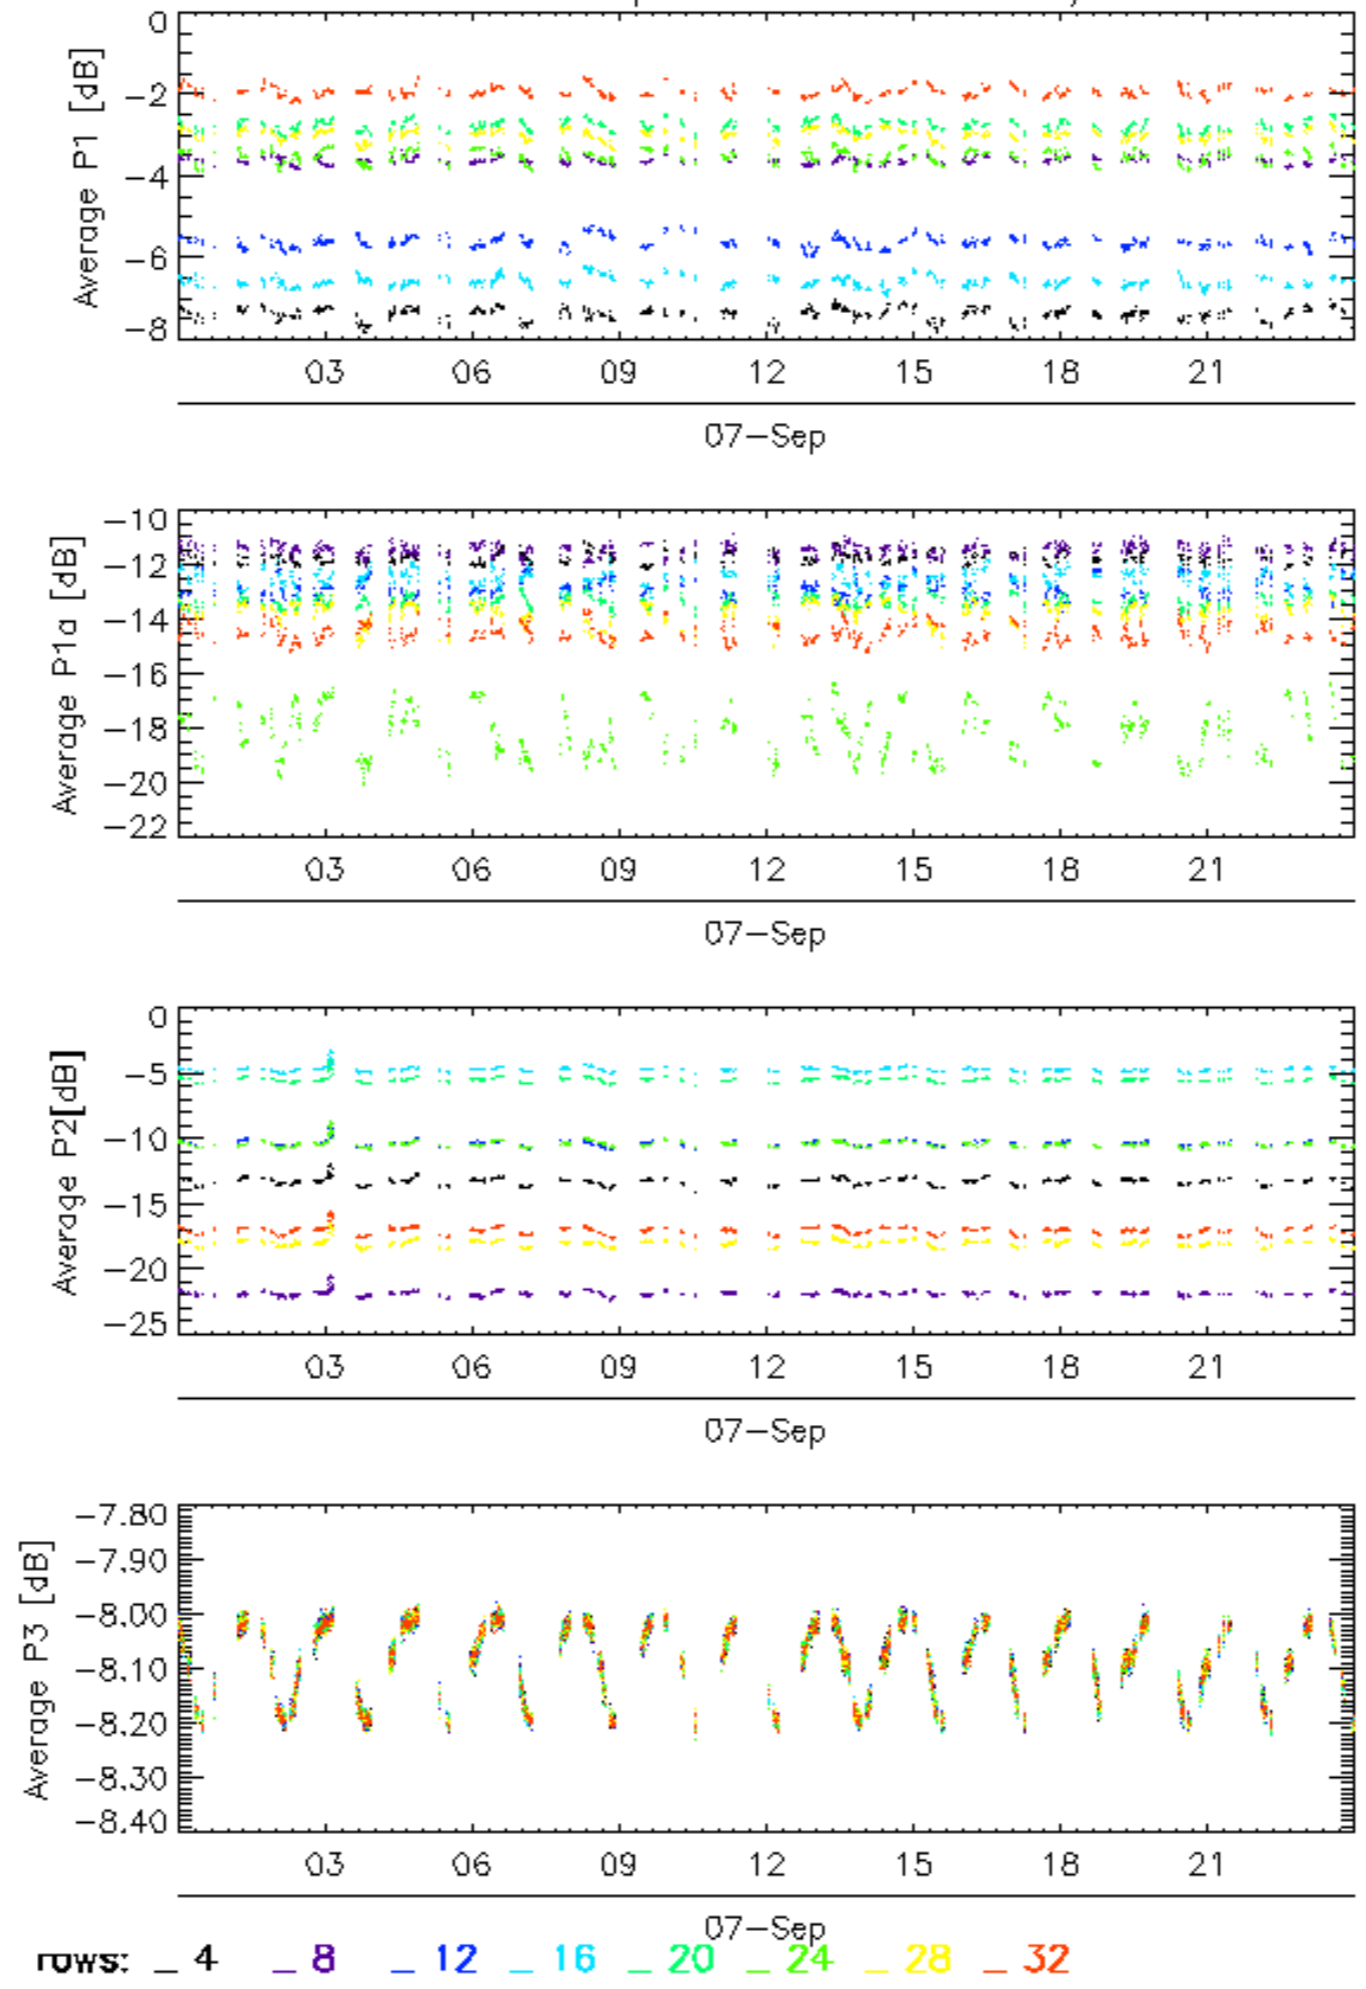 0
−2
−4
−6
−8
Average P1 [dB]
03 06 09 12 15 18 21
07−Sep
−10
−12
−14
−16
−18
−20
−22
Average P1a [dB]
03 06 09 12 15 18 21
07−Sep
0
−5
−10
−15
−20
−25
Average P2[dB]
03 06 09 12 15 18 21
07−Sep
−7.80
−7.90
−8.00
−8.10
−8.20
−8.30
−8.40
Average P3 [dB]
03 06 09 12 15 18 21
07−Sep
rows: _ 4 _ 8 _ 12 _ 16 _ 20 _ 24 _ 28 _ 32